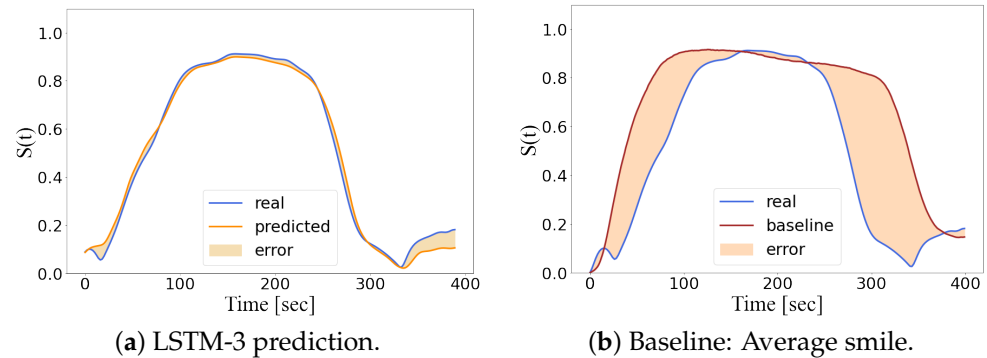 1.0
0.8
0.6
0.4
0.2
0.0
S(t)
real
predicted
error
0 100 200 300 400
Time [sec]
(a) LSTM-3 prediction.
1.0
0.8
0.6
0.4
0.2
0.0
S(t)
real
baseline
error
0 100 200 300 400
Time [sec]
(b) Baseline: Average smile.